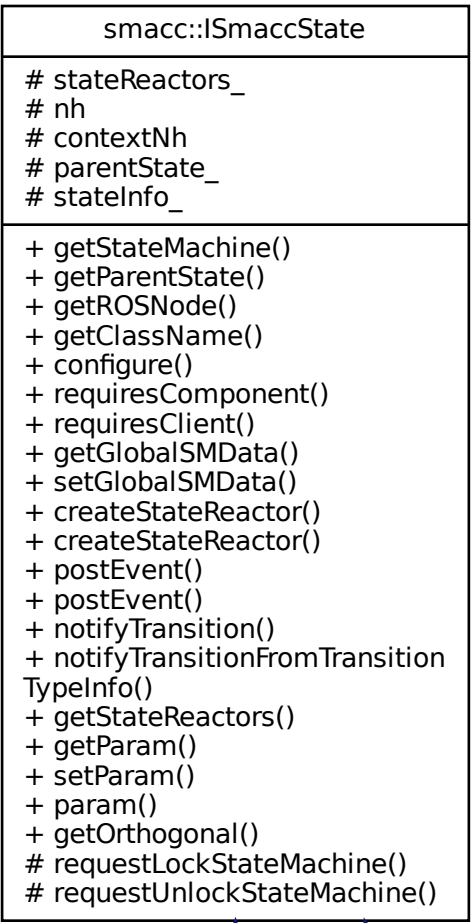 smacc::ISmaccState
# stateReactors_
# nh
# contextNh
# parentState_
# stateInfo_
+ getStateMachine()
+ getParentState()
+ getROSNode()
+ getClassName()
+ configure()
+ requiresComponent()
+ requiresClient()
+ getGlobalSMData()
+ setGlobalSMData()
+ createStateReactor()
+ createStateReactor()
+ postEvent()
+ postEvent()
+ notifyTransition()
+ notifyTransitionFromTransition
TypeInfo()
+ getStateReactors()
+ getParam()
+ setParam()
+ param()
+ getOrthogonal()
# requestLockStateMachine()
# requestUnlockStateMachine()